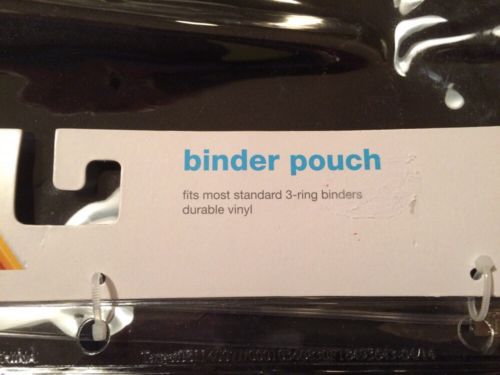 binder pouch
fits most standard 3-ring binders
durable vinyl